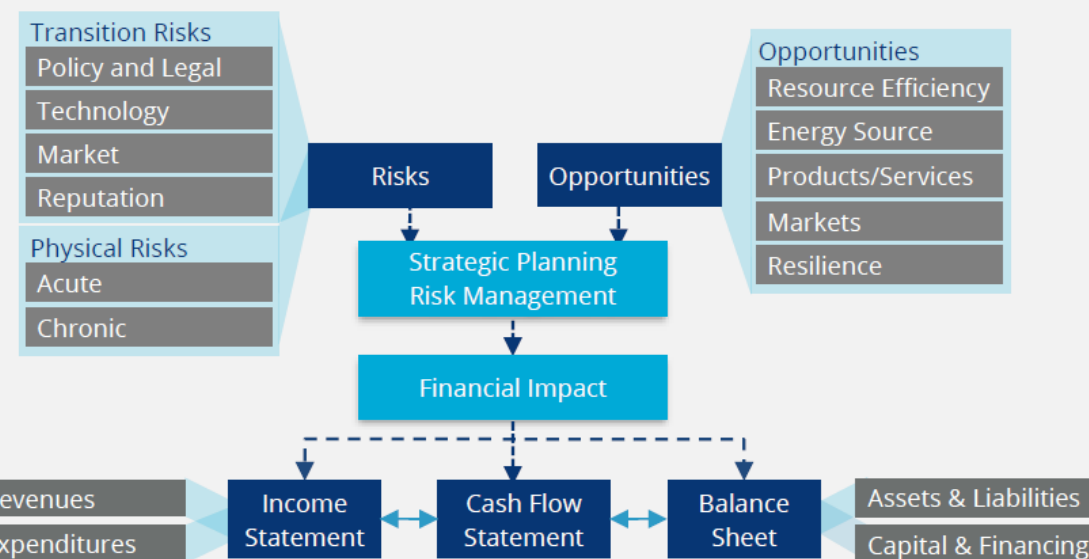 Transition Risks
Policy and Legal
Technology
Market
Reputation
Physical Risks
Acute
Chronic
Risks
Opportunities
Opportunities
Resource Efficiency
Energy Source
Products/Services
Markets
Resilience
Strategic Planning
Risk Management
Financial Impact
evenues
xpenditures
Income
Statement
Cash Flow
Statement
Balance
Sheet
Assets & Liabilities
Capital & Financing